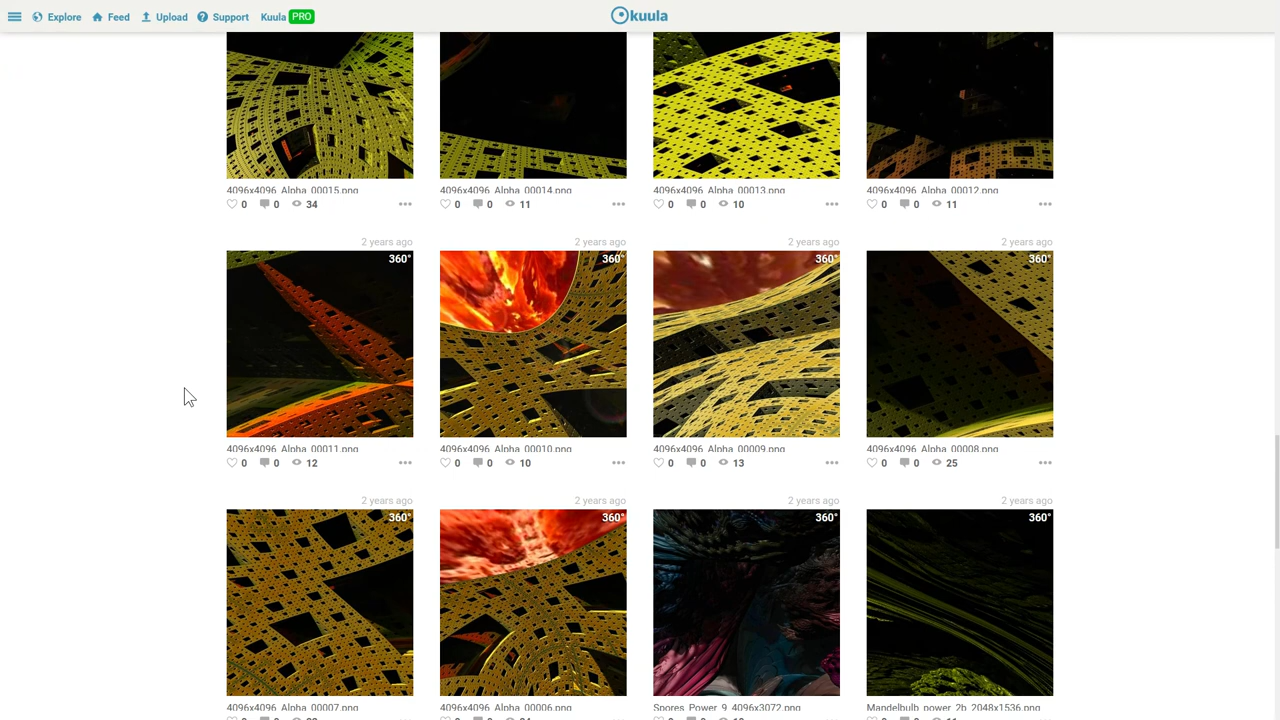 Explore Feed Upload Support Kuula PRO kuula
4096x4096_Alpha_00015.png 4096x4096_Alpha_00014.png 4096x4096_Alpha_00013.png 4096x4096_Alpha_00012.png
0 0 34 0 0 11 0 0 10 0 0 11
2 years ago 2 years ago 2 years ago 2 years ago
360° 360° 360° 360°
4096x4096_Alpha_00011.png 4096x4096_Alpha_00010.png 4096x4096_Alpha_00009.png 4096x4096_Alpha_00008.png
0 0 12 0 0 10 0 0 13 0 0 25
2 years ago 2 years ago 2 years ago 2 years ago
360° 360° 360° 360°
4096x4096_Alpha_00007.png 4096x4096_Alpha_00006.png Spores_Power_9_4096x3072.png Mandelbulb_power_2b_2048x1536.png